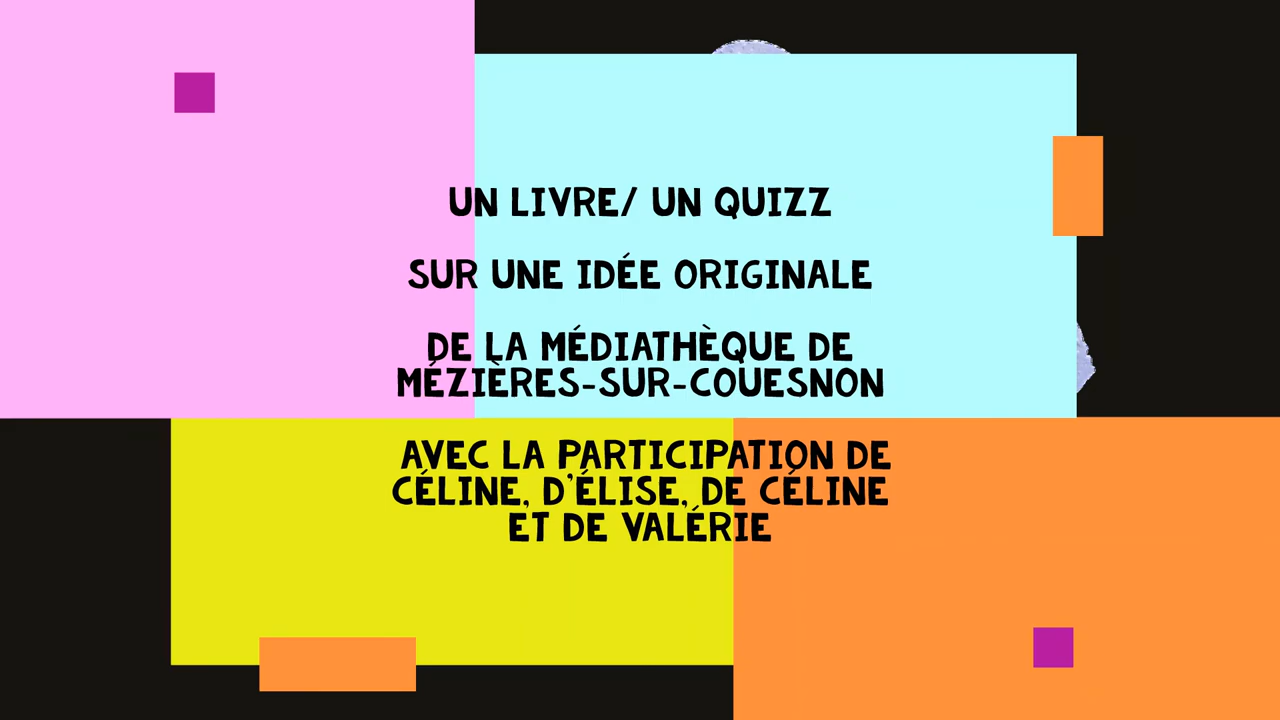 UN LIVRE/ UN QUIZZ
SUR UNE IDÉE ORIGINALE
DE LA MÉDIATHÈQUE DE
MÉZIÈRES-SUR-COUESNON
AVEC LA PARTICIPATION DE
CÉLINE, D'ÉLISE, DE CÉLINE
ET DE VALÉRIE